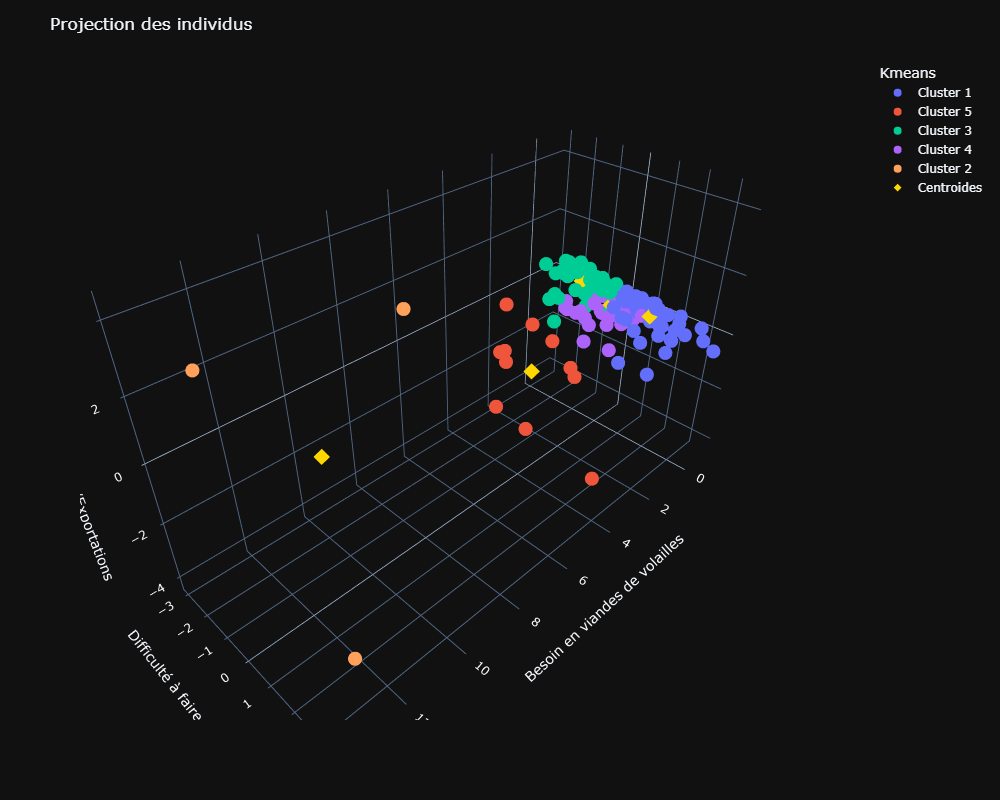 Projection des individus
Kmeans
Cluster 1
Cluster 5
Cluster 3
Cluster 4
Cluster 2
Centroides
2
0
−2
−4
−3
−2
−1
0
1
0
2
4
6
8
10
Exportations
Difficulté à faire
Besoin en viandes de volailles